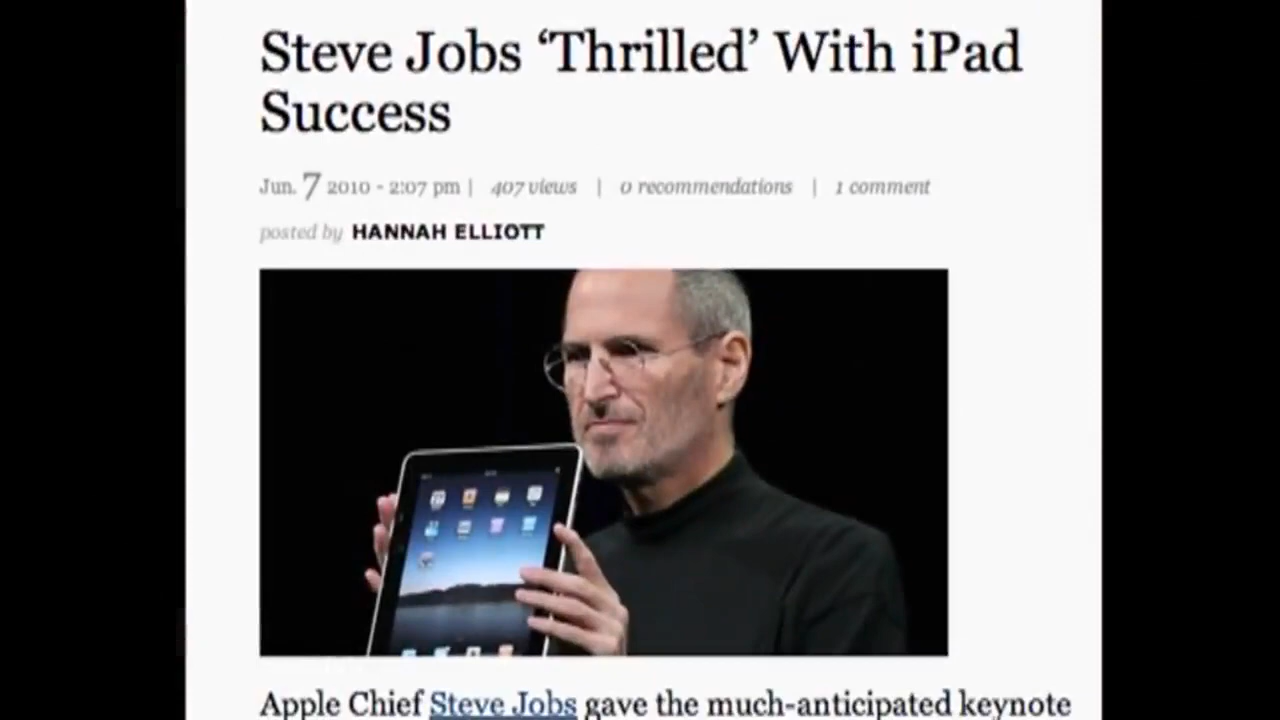 Steve Jobs ‘Thrilled’ With iPad
Success
Jun. 7 2010 - 2:07 pm | 407 views | 0 recommendations | 1 comment
posted by HANNAH ELLIOTT
Apple Chief Steve Jobs gave the much-anticipated keynote